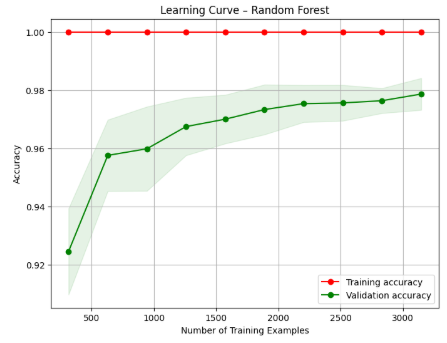 Learning Curve – Random Forest
Accuracy
1.00
0.98
0.96
0.94
0.92
500
1000
1500
2000
2500
3000
Number of Training Examples
Training accuracy
Validation accuracy